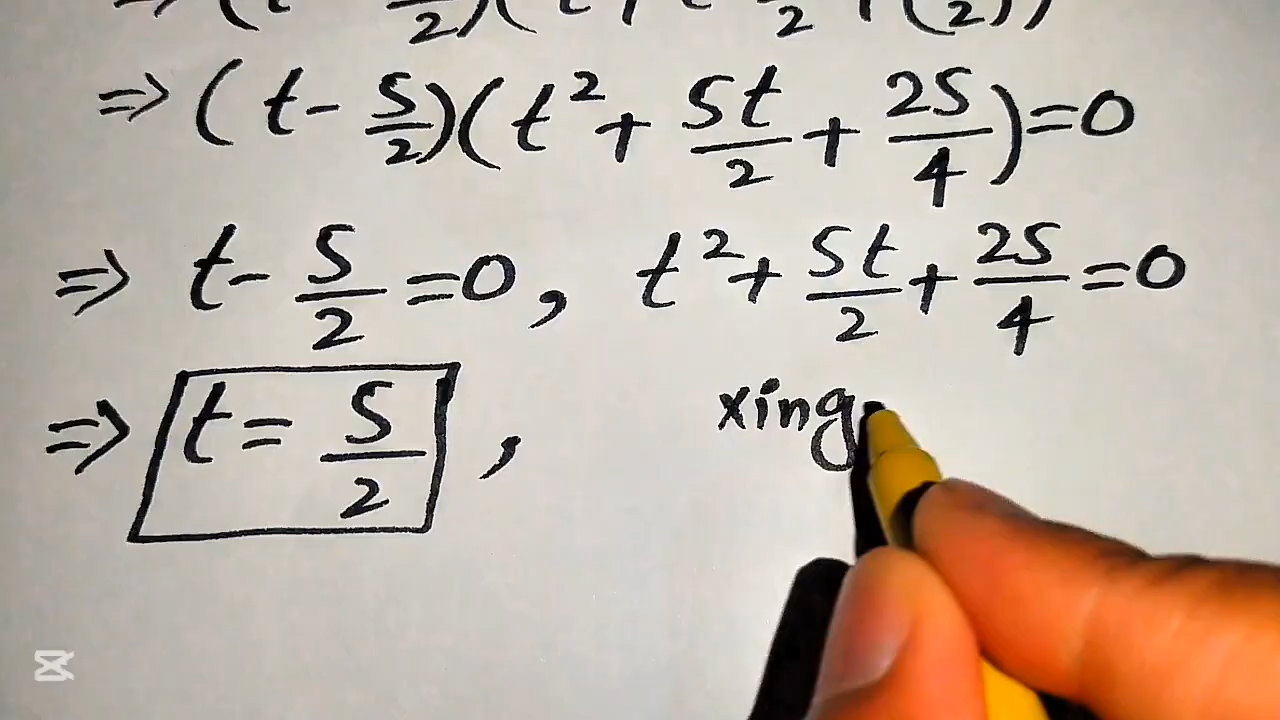 ⇒ (t - 5/2)(t² + 5t/2 + 25/4) = 0
⇒ t - 5/2 = 0, t² + 5t/2 + 25/4 = 0
⇒ t = 5/2, xing